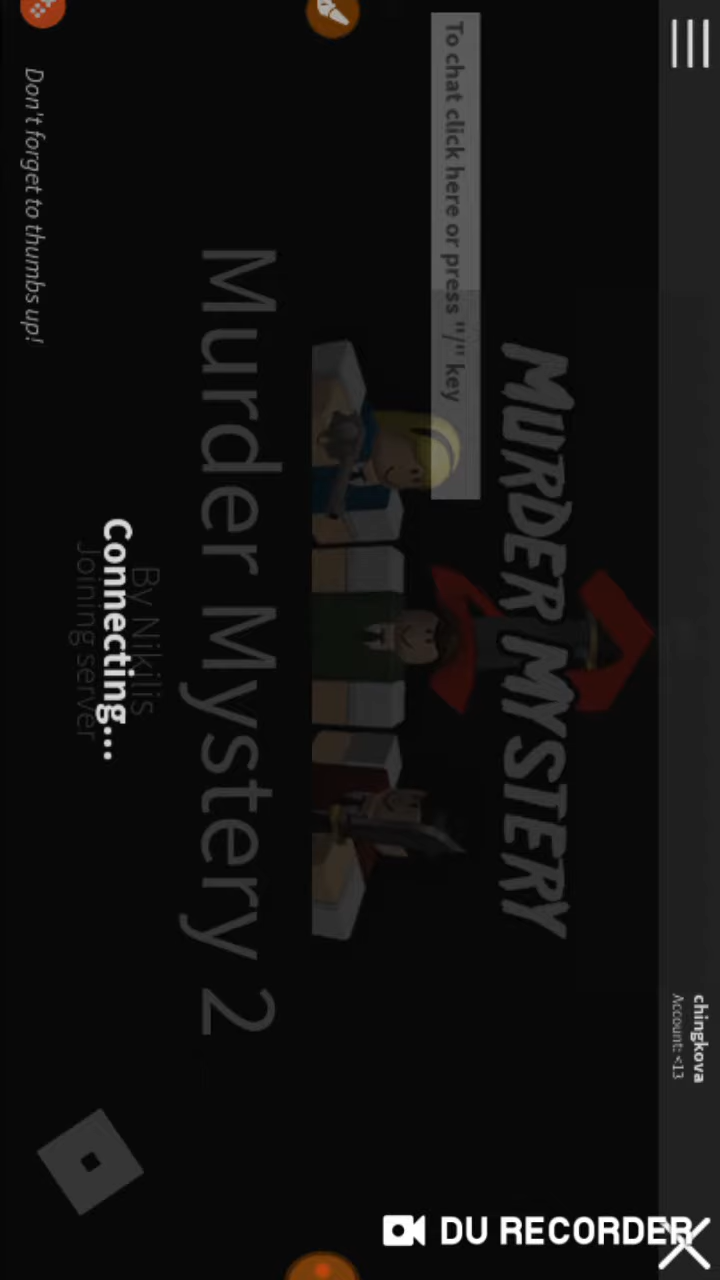 chingkova
Account: <13
To chat click here or press "/" key
MURDER MYSTERY
2
Murder Mystery 2
By Nikilis
Connecting...
Joining server
Don't forget to thumbs up!
DU RECORDER